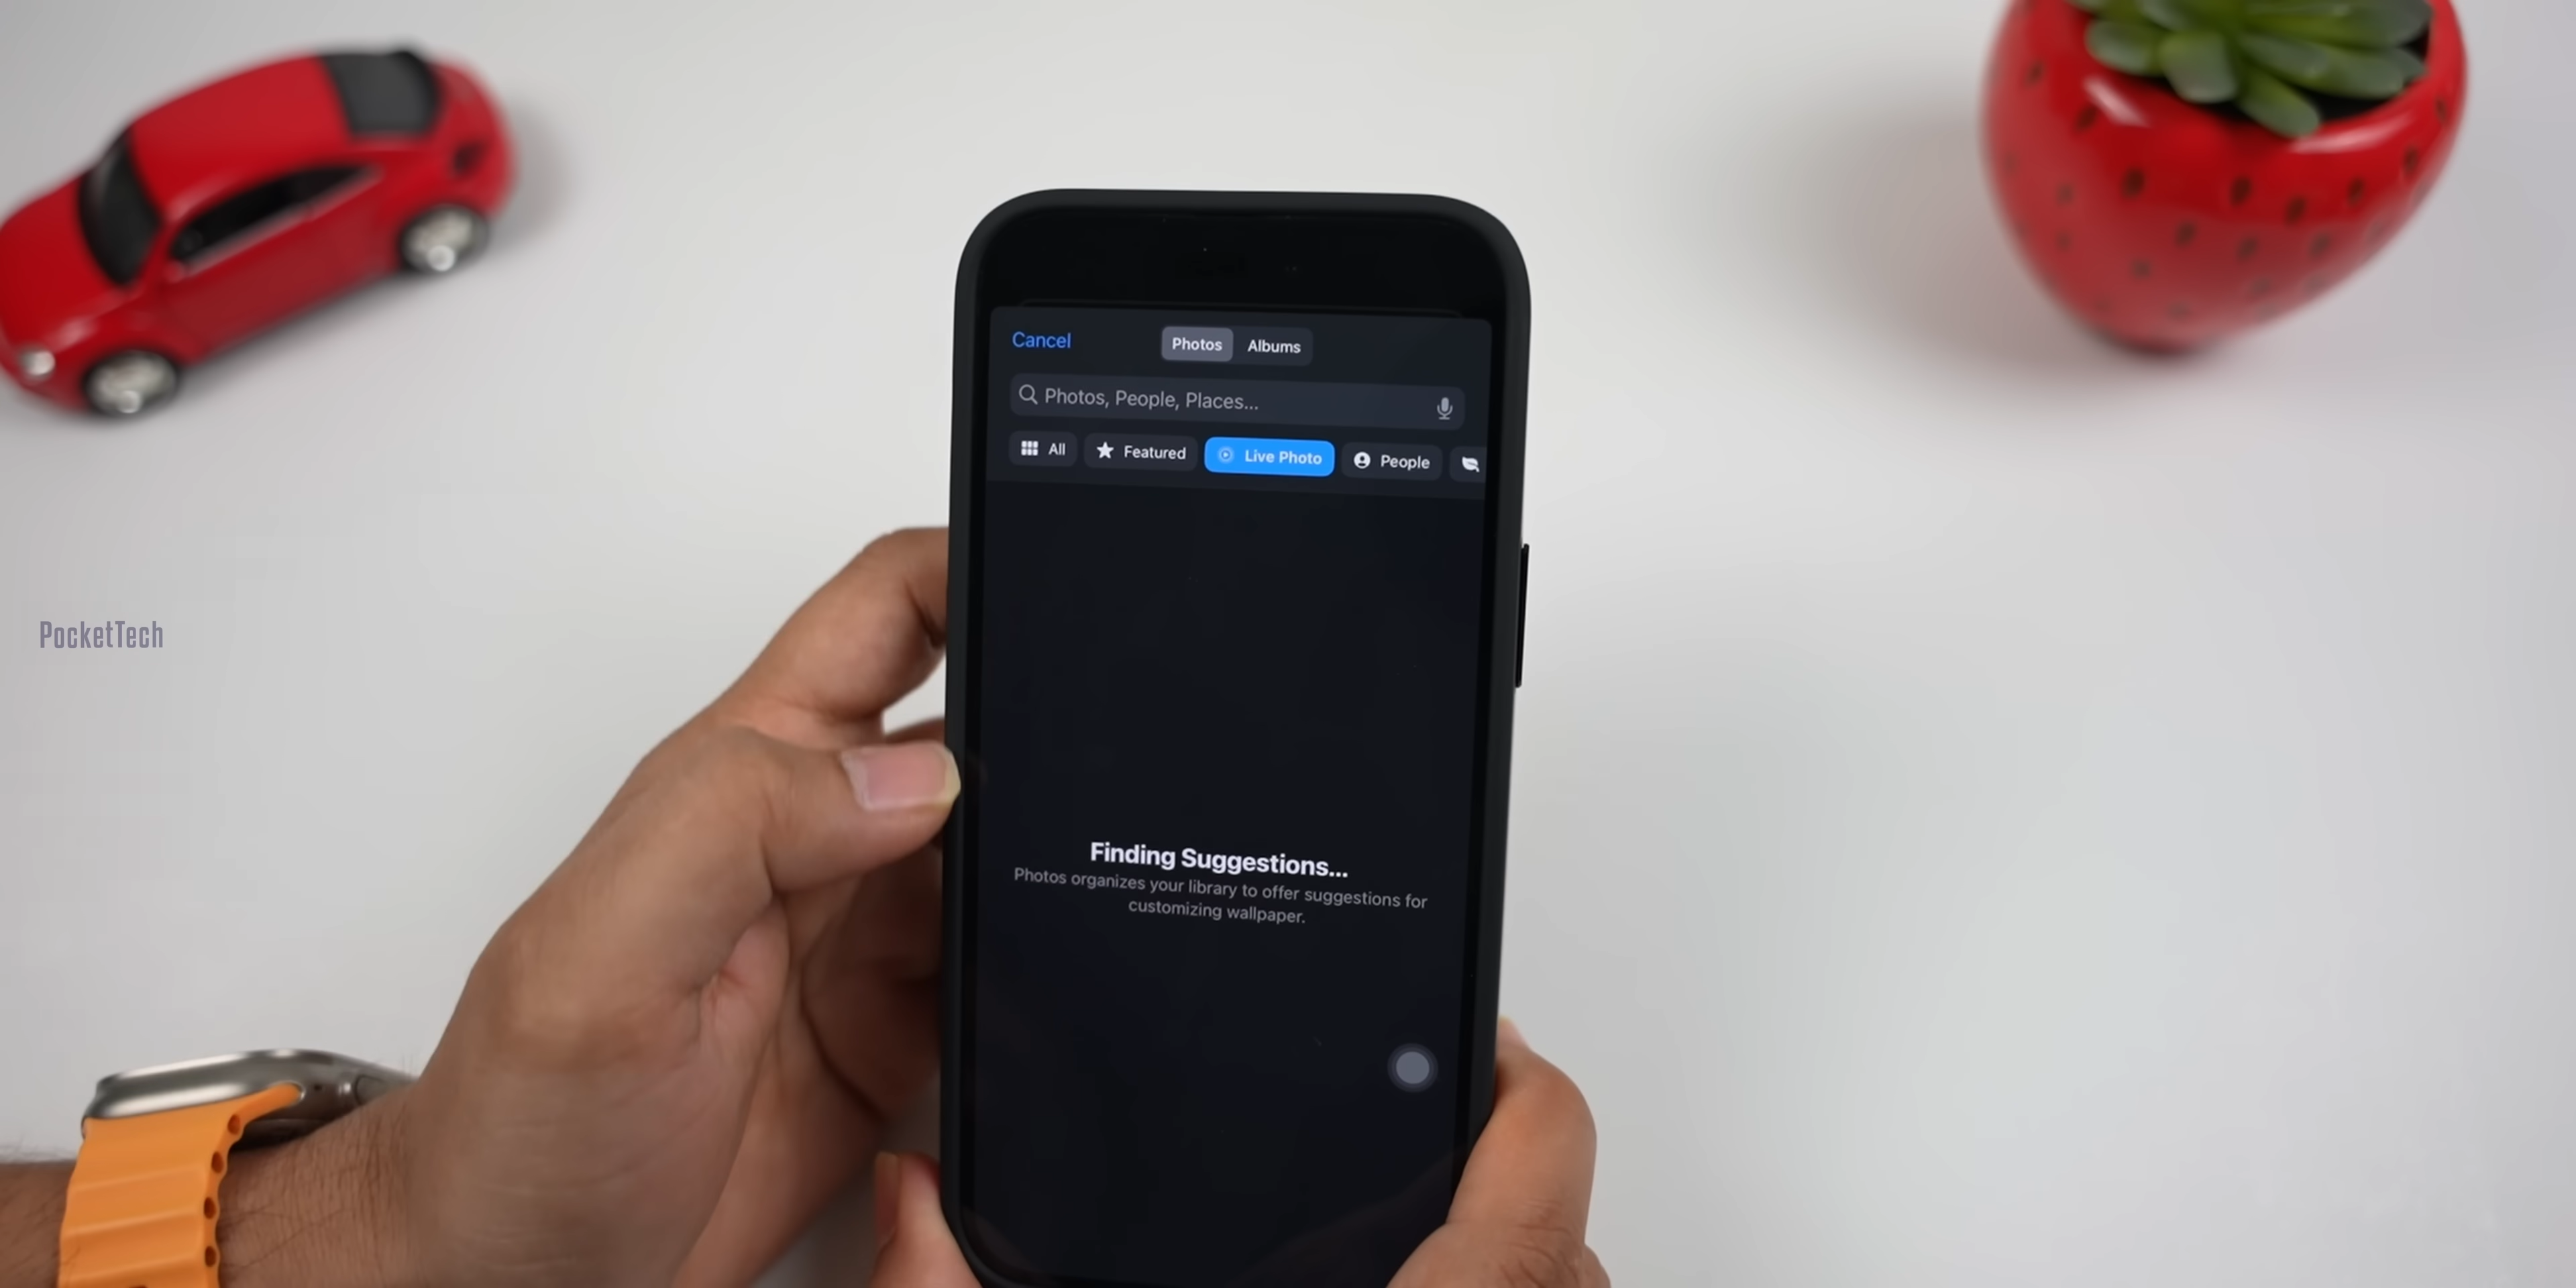 Cancel
Photos
Albums
Photos, People, Places...
All
Featured
Live Photo
People
PocketTech
Finding Suggestions...
Photos organizes your library to offer suggestions for
customizing wallpaper.